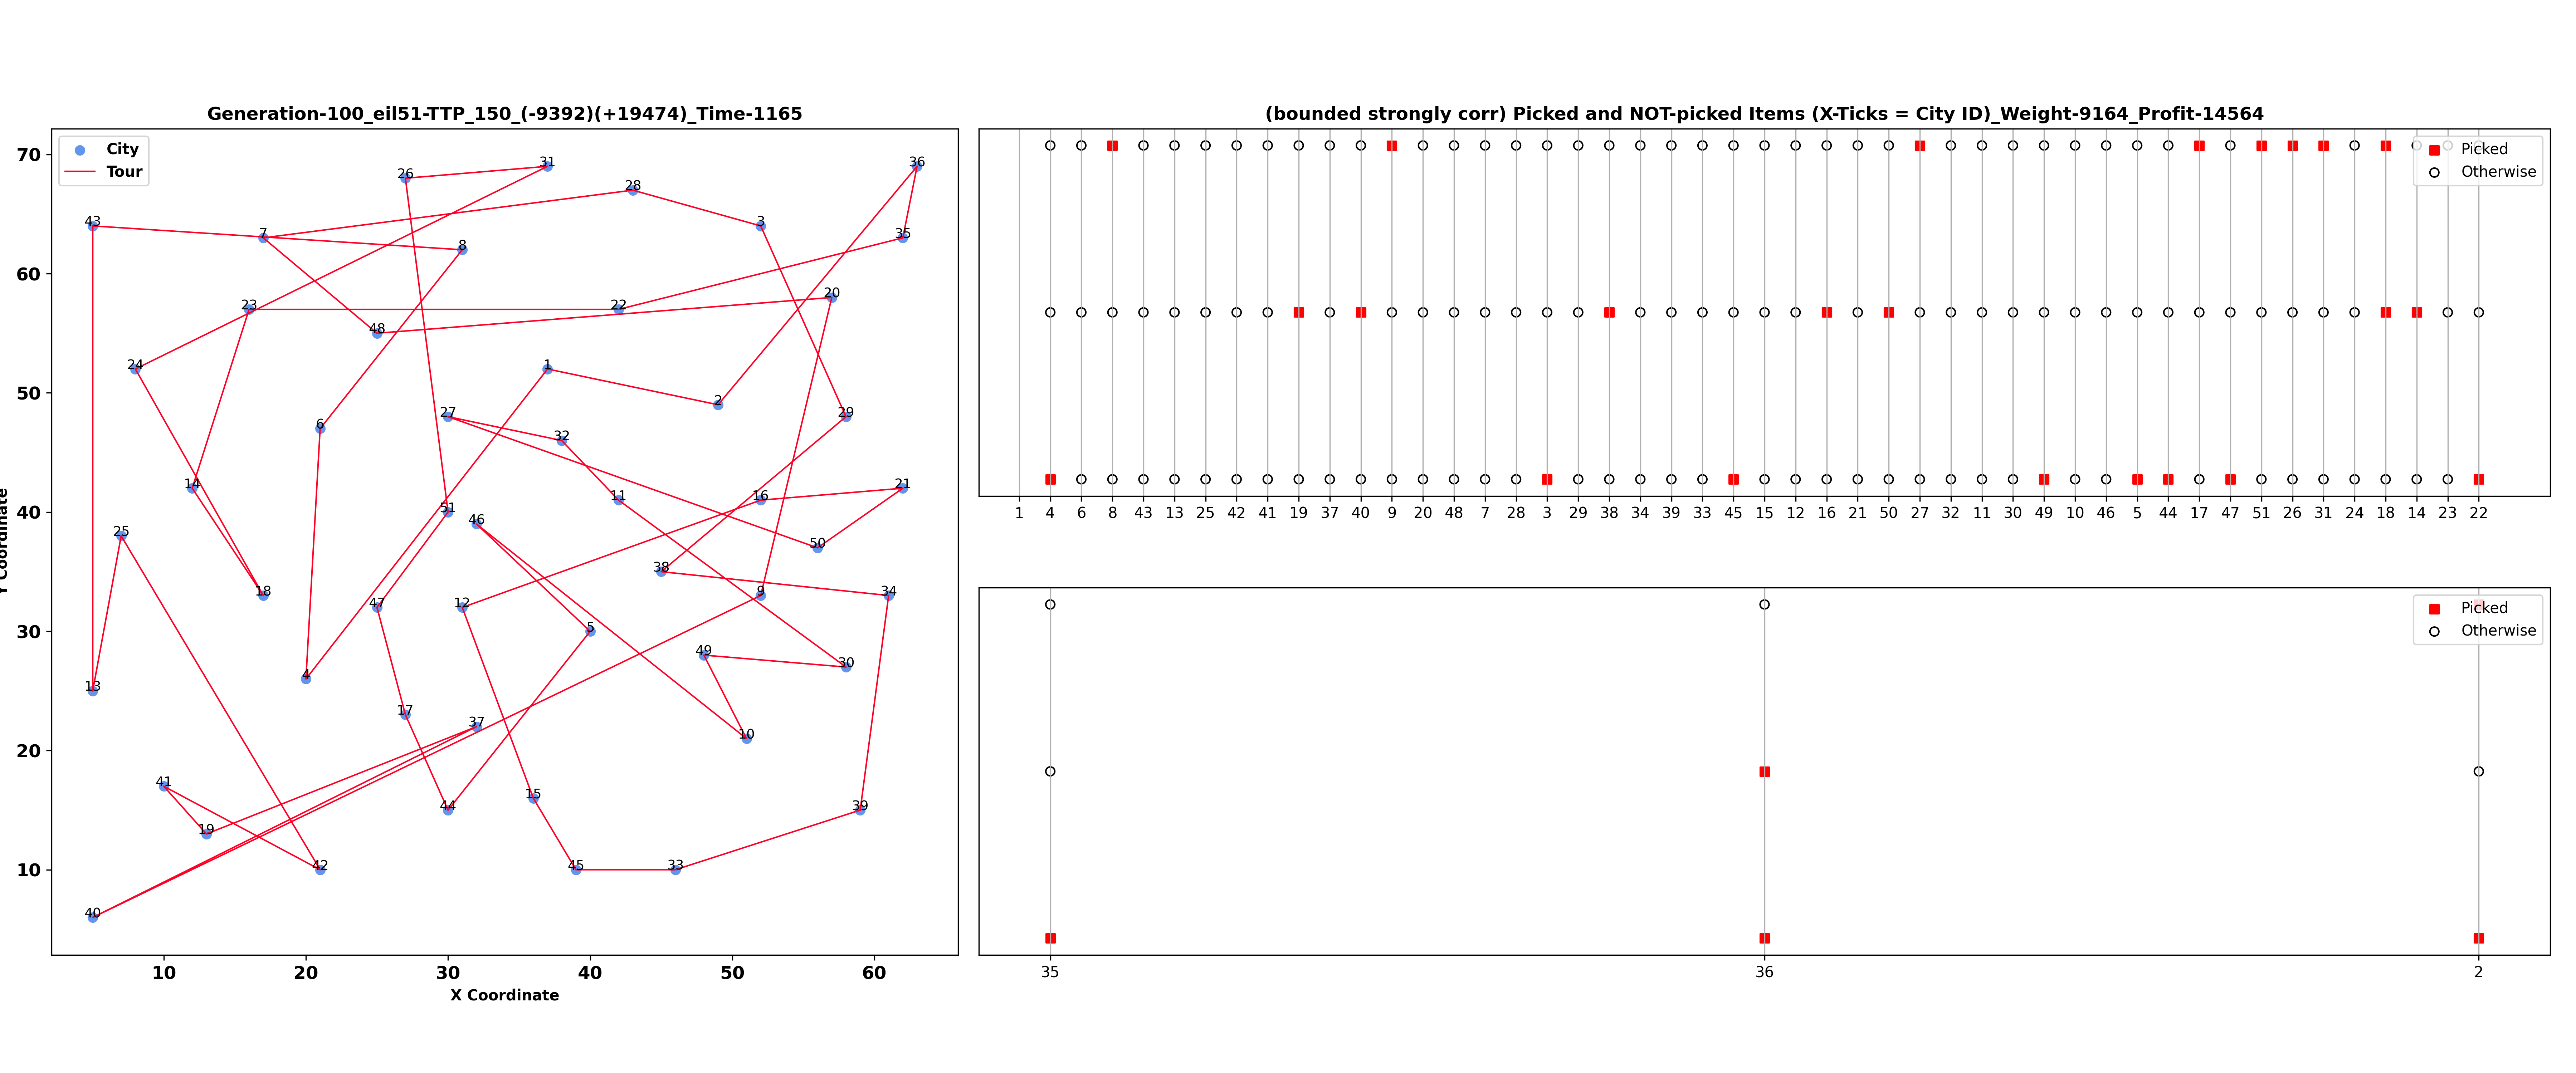 Generation-100_eil51-TTP_150_(-9392)(+19474)_Time-1165
City
Tour
70
60
50
40
30
20
10
10 20 30 40 50 60
X Coordinate
Y Coordinate
26 31 36
28
43 7 8 3 35
23 22 20
48
24 1
2
27 29
6 32
14 11 16 21
51 46
25 50
38
18 9 34
47 12
5
49 30
13 4
17 37 10
41 15 44 39
19
42 45 33
40
(bounded strongly corr) Picked and NOT-picked Items (X-Ticks = City ID)_Weight-9164_Profit-14564
Picked
Otherwise
1 4 6 8 43 13 25 42 41 19 37 40 9 20 48 7 28 3 29 38 34 39 33 45 15 12 16 21 50 27 32 11 30 49 10 46 5 44 17 47 51 26 31 24 18 14 23 22
Picked
Otherwise
35 36 2